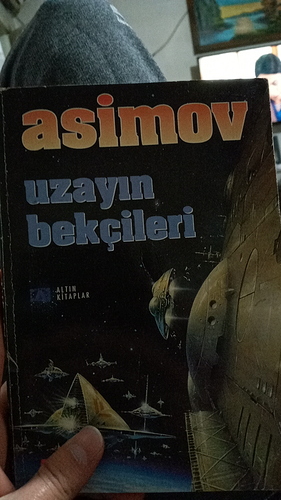 asimov
uzayın
bekçileri
ALTIN
KİTAPLAR